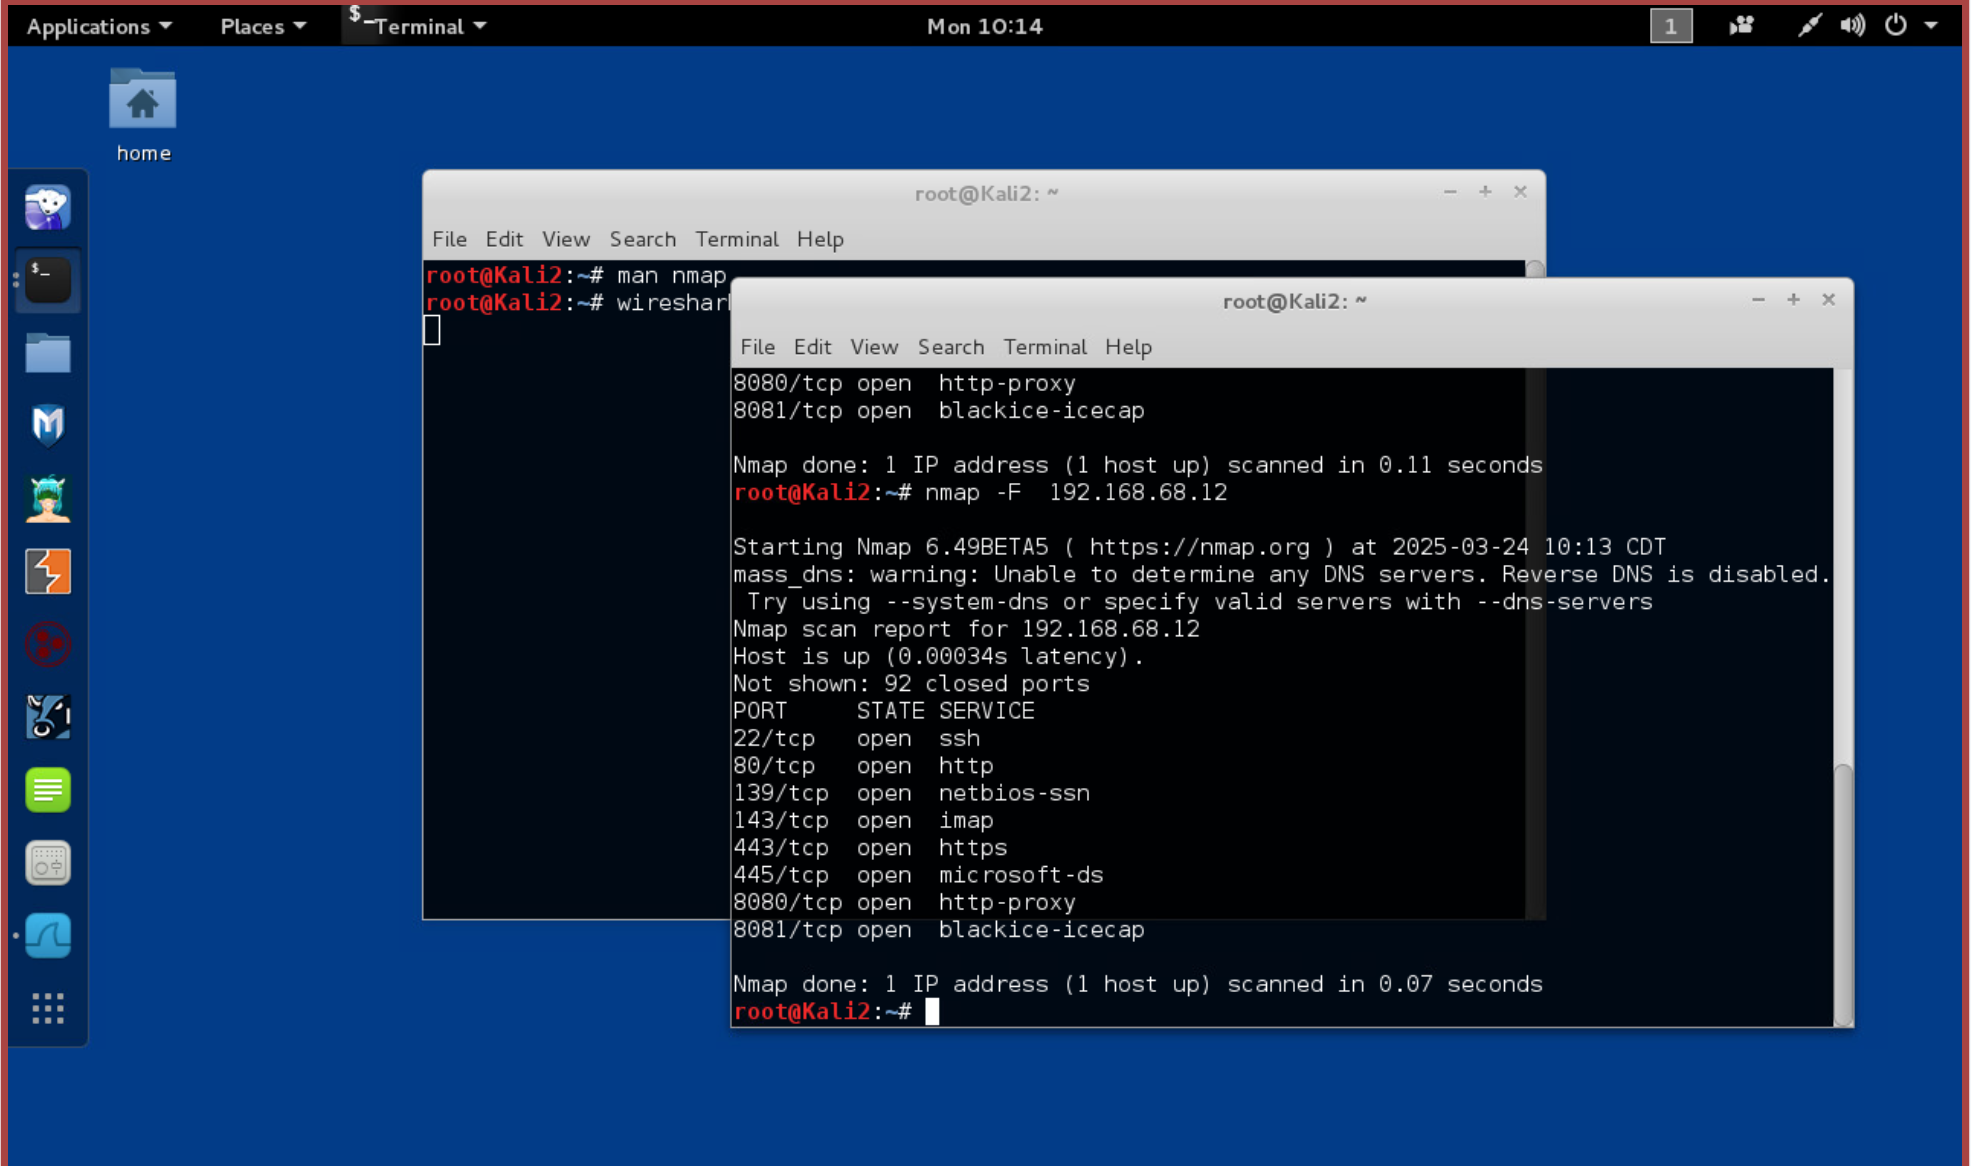 Applications Places $_Terminal Mon 10:14 1
home
root@Kali2: ~
File Edit View Search Terminal Help
root@Kali2:~# man nmap
root@Kali2:~# wireshark
root@Kali2: ~
File Edit View Search Terminal Help
8080/tcp open  http-proxy
8081/tcp open  blackice-icecap
Nmap done: 1 IP address (1 host up) scanned in 0.11 seconds
root@Kali2:~# nmap -F  192.168.68.12
Starting Nmap 6.49BETA5 ( https://nmap.org ) at 2025-03-24 10:13 CDT
mass_dns: warning: Unable to determine any DNS servers. Reverse DNS is disabled.
 Try using --system-dns or specify valid servers with --dns-servers
Nmap scan report for 192.168.68.12
Host is up (0.00034s latency).
Not shown: 92 closed ports
PORT     STATE SERVICE
22/tcp   open  ssh
80/tcp   open  http
139/tcp  open  netbios-ssn
143/tcp  open  imap
443/tcp  open  https
445/tcp  open  microsoft-ds
8080/tcp open  http-proxy
8081/tcp open  blackice-icecap
Nmap done: 1 IP address (1 host up) scanned in 0.07 seconds
root@Kali2:~#